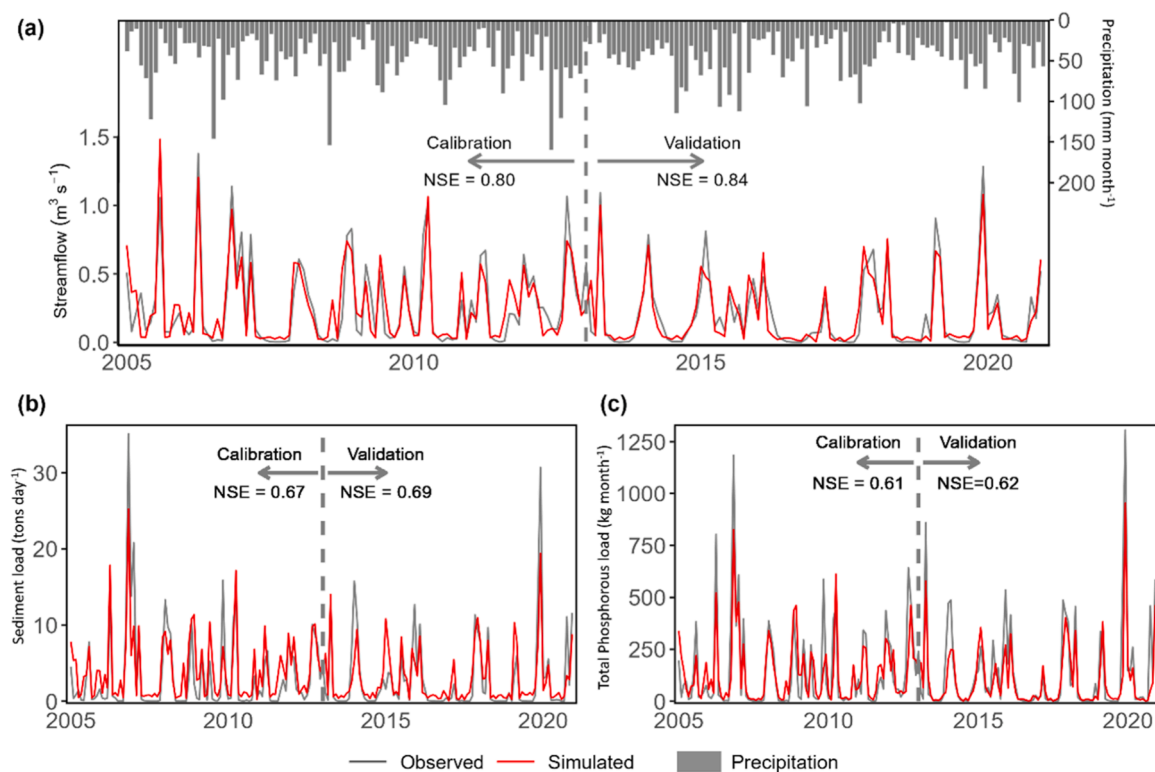 (a)
0
50
100
150
200
Precipitation (mm month⁻¹)
1.5
1.0
0.5
0.0
Streamflow (m³ s⁻¹)
Calibration
NSE = 0.80
Validation
NSE = 0.84
2005
2010
2015
2020
(b)
30
20
10
0
Sediment load (tons day⁻¹)
Calibration
NSE = 0.67
Validation
NSE = 0.69
2005
2010
2015
2020
(c)
1250
1000
750
500
250
0
Total Phosphorous load (kg month⁻¹)
Calibration
NSE = 0.61
Validation
NSE=0.62
2005
2010
2015
2020
Observed
Simulated
Precipitation